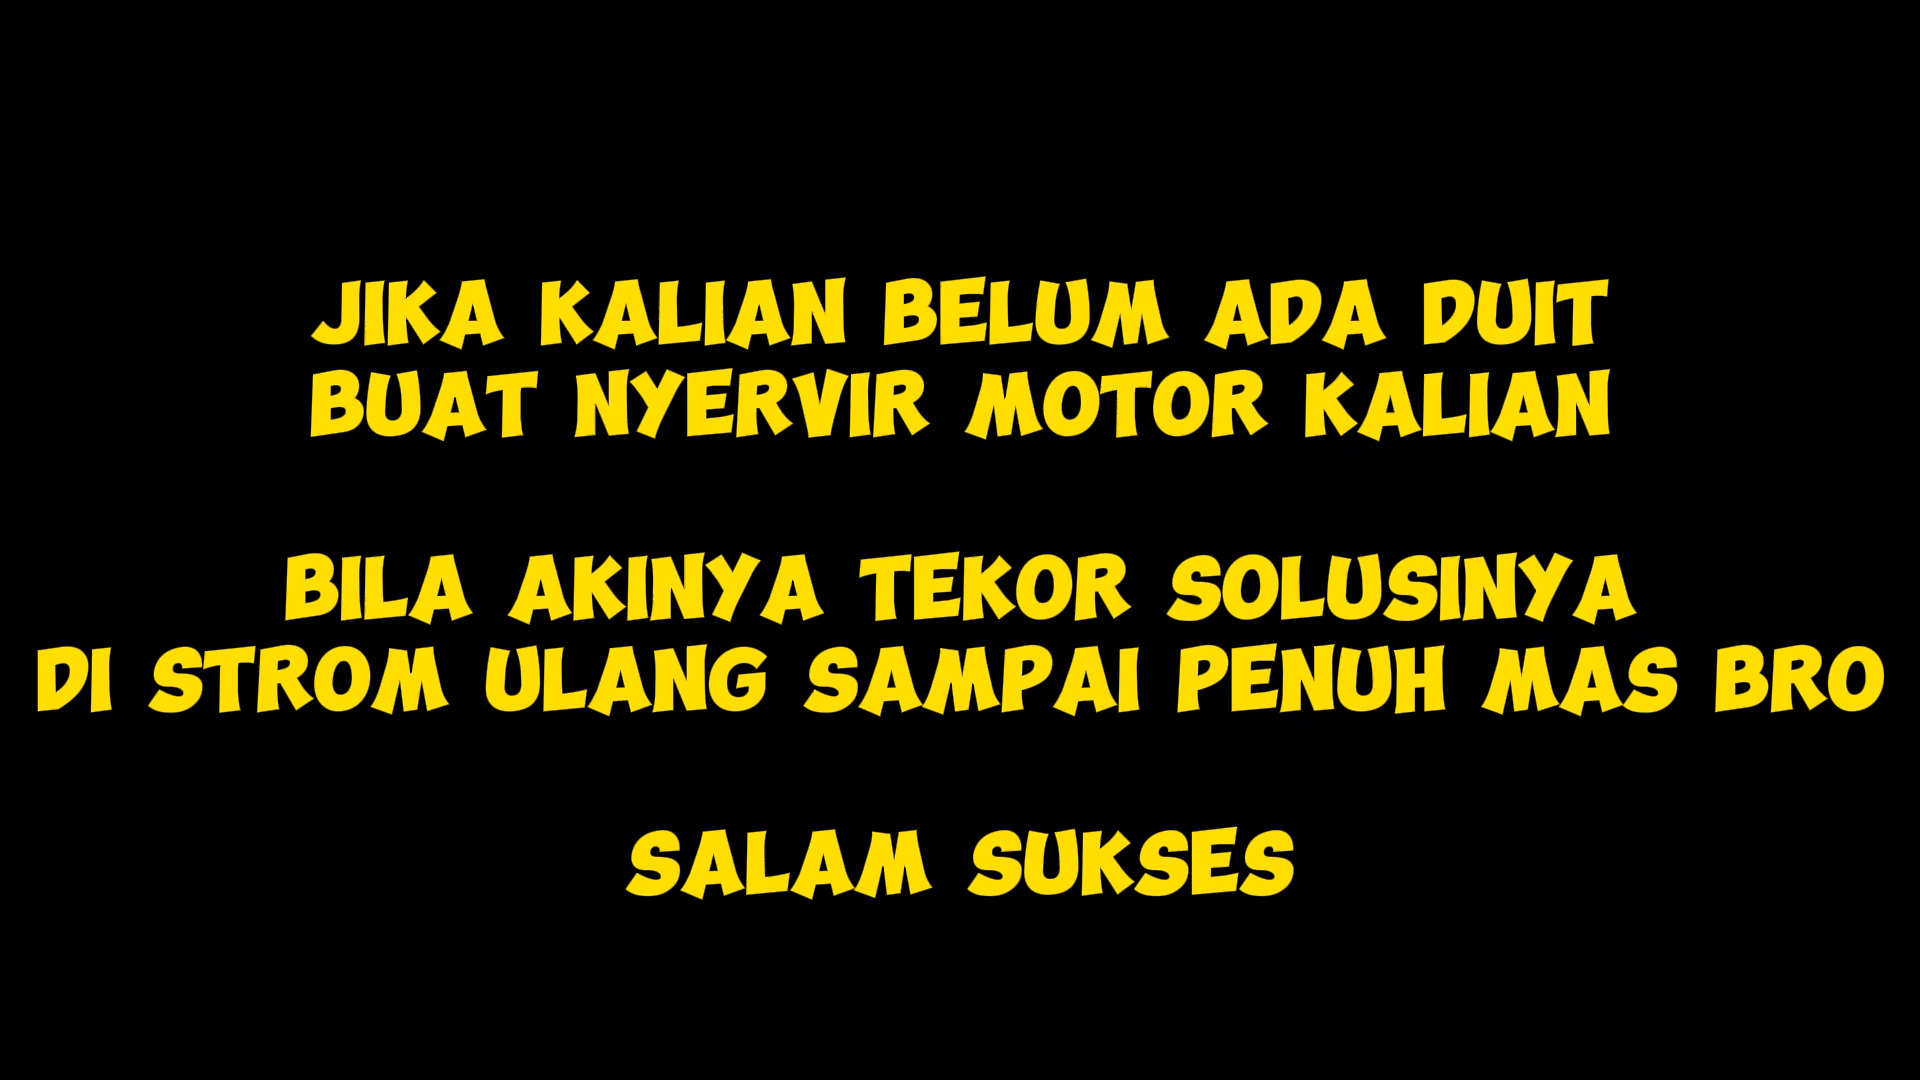 JIKA KALIAN BELUM ADA DUIT
BUAT NYERVIR MOTOR KALIAN
BILA AKINYA TEKOR SOLUSINYA
DI STROM ULANG SAMPAI PENUH MAS BRO
SALAM SUKSES